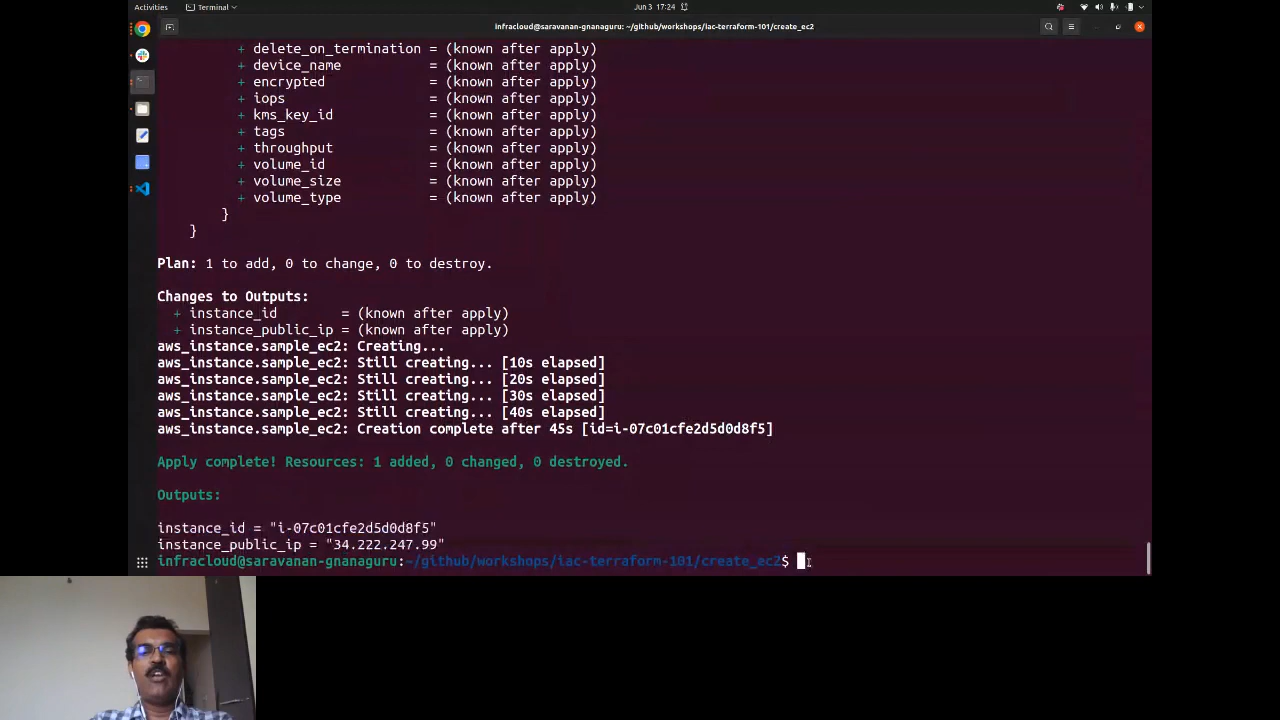 Activities
Terminal
Jun 3 17:24
infracloud@saravanan-gnanaguru: ~/github/workshops/iac-terraform-101/create_ec2
+ delete_on_termination = (known after apply)
+ device_name = (known after apply)
+ encrypted = (known after apply)
+ iops = (known after apply)
+ kms_key_id = (known after apply)
+ tags = (known after apply)
+ throughput = (known after apply)
+ volume_id = (known after apply)
+ volume_size = (known after apply)
+ volume_type = (known after apply)
}
}
Plan: 1 to add, 0 to change, 0 to destroy.
Changes to Outputs:
+ instance_id = (known after apply)
+ instance_public_ip = (known after apply)
aws_instance.sample_ec2: Creating...
aws_instance.sample_ec2: Still creating... [10s elapsed]
aws_instance.sample_ec2: Still creating... [20s elapsed]
aws_instance.sample_ec2: Still creating... [30s elapsed]
aws_instance.sample_ec2: Still creating... [40s elapsed]
aws_instance.sample_ec2: Creation complete after 45s [id=i-07c01cfe2d5d0d8f5]
Apply complete! Resources: 1 added, 0 changed, 0 destroyed.
Outputs:
instance_id = "i-07c01cfe2d5d0d8f5"
instance_public_ip = "34.222.247.99"
infracloud@saravanan-gnanaguru:~/github/workshops/iac-terraform-101/create_ec2$